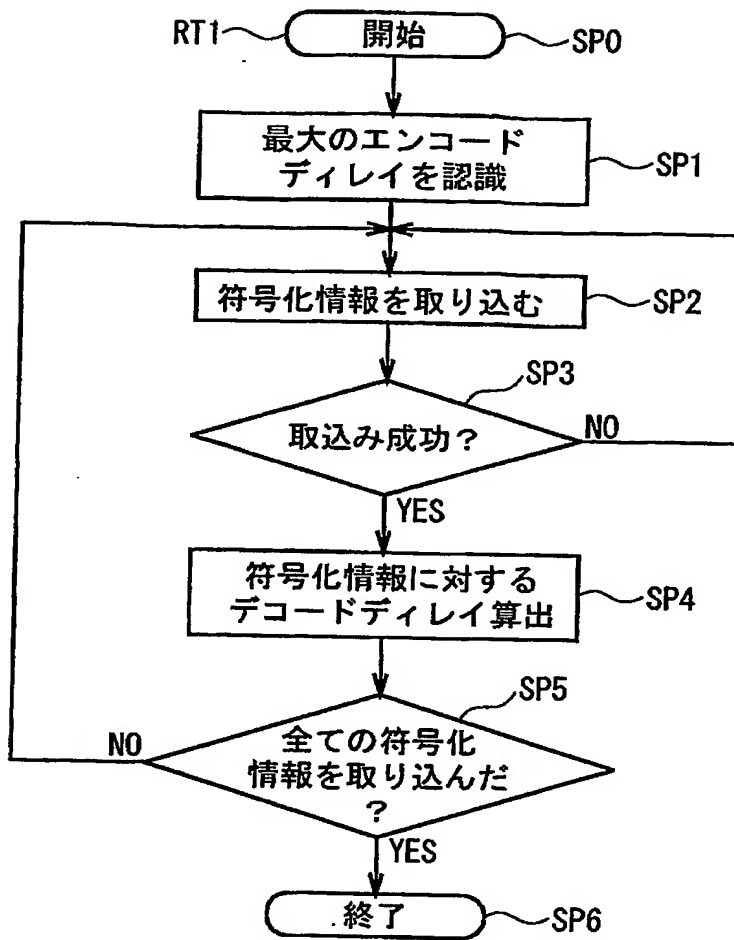 RT1 開始 SP0
最大のエンコード
ディレイを認識 SP1
符号化情報を取り込む SP2
SP3
取込み成功? NO
YES
符号化情報に対する
デコードディレイ算出 SP4
SP5
NO 全ての符号化
情報を取り込んだ
?
YES
終了 SP6